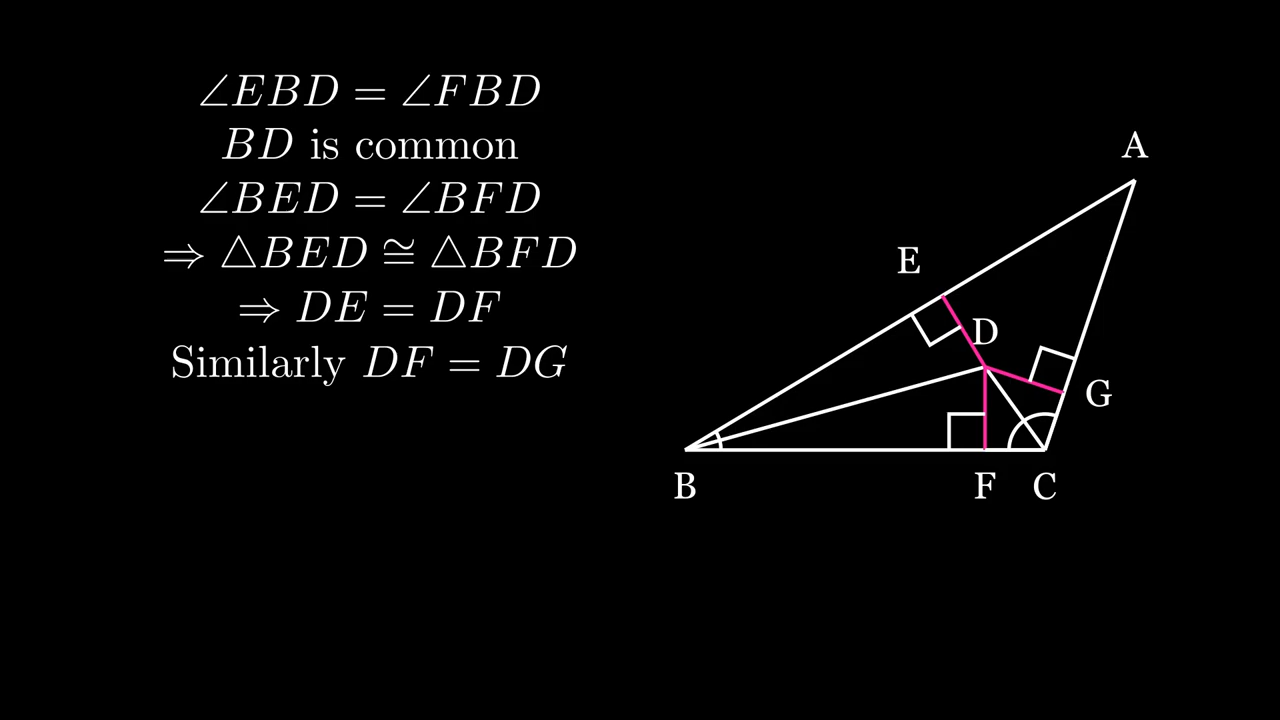 ∠EBD = ∠FBD
BD is common
∠BED = ∠BFD
⇒ △BED ≅ △BFD
⇒ DE = DF
Similarly DF = DG
A
E
D
G
B
F
C